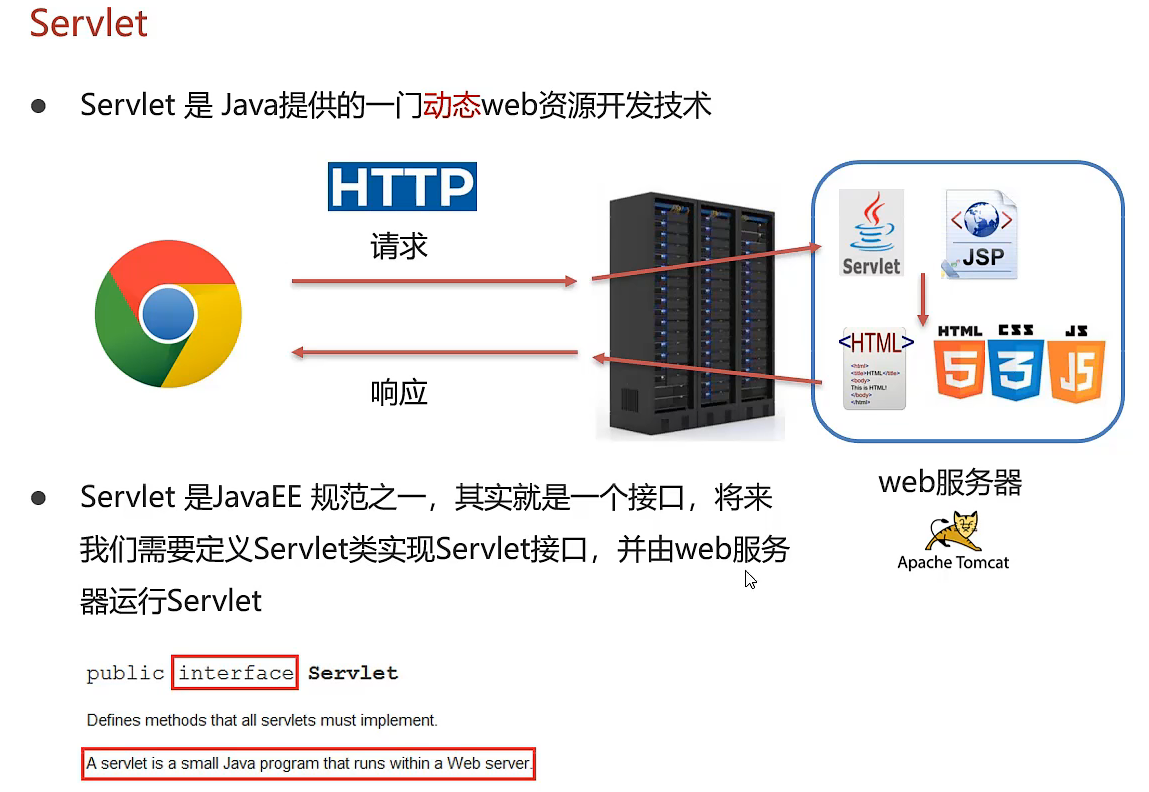 Servlet
● Servlet 是 Java提供的一门动态web资源开发技术
HTTP
请求
响应
Servlet
JSP
<HTML>
<html>
<title>HTML</title>
<body>
This is HTML!
</body>
</html>
HTML
5
CSS
3
JS
JS
web服务器
Apache Tomcat
● Servlet 是JavaEE 规范之一，其实就是一个接口，将来
我们需要定义Servlet类实现Servlet接口，并由web服务
器运行Servlet
public interface Servlet
Defines methods that all servlets must implement.
A servlet is a small Java program that runs within a Web server.